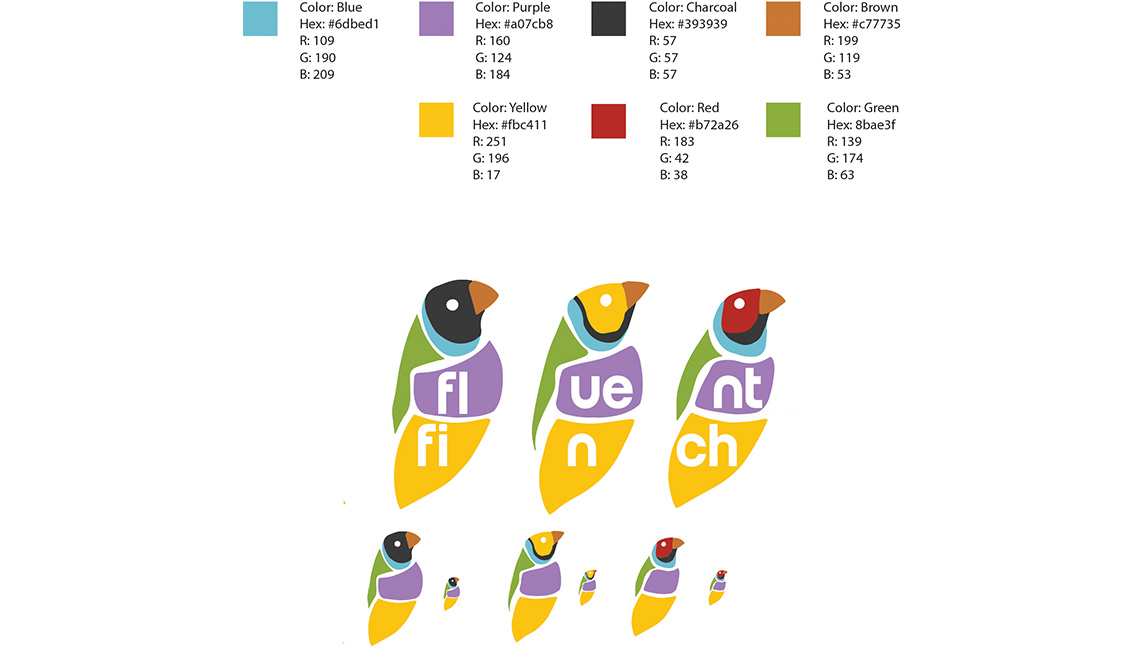 Color: Blue
Hex: #6dbed1
R: 109
G: 190
B: 209
Color: Purple
Hex: #a07cb8
R: 160
G: 124
B: 184
Color: Charcoal
Hex: #393939
R: 57
G: 57
B: 57
Color: Brown
Hex: #c77735
R: 199
G: 119
B: 53
Color: Yellow
Hex: #fbc411
R: 251
G: 196
B: 17
Color: Red
Hex: #b72a26
R: 183
G: 42
B: 38
Color: Green
Hex: 8bae3f
R: 139
G: 174
B: 63
fl ue nt
fi n ch